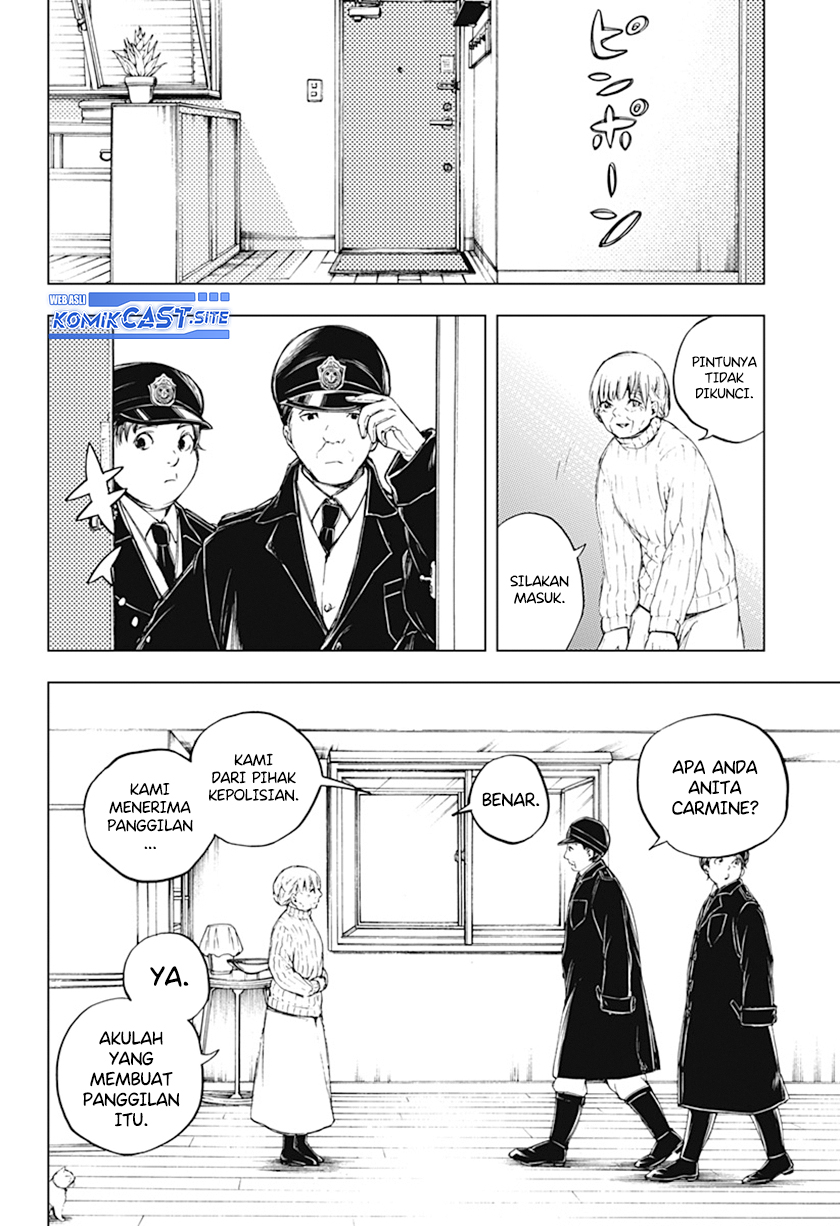 ピンポーン
WEB ASLI
KOMIKCAST.SITE
PINTUNYA
TIDAK
DIKUNCI.
SILAKAN
MASUK.
APA ANDA
ANITA
CARMINE?
BENAR.
KAMI
DARI PIHAK
KEPOLISIAN.
KAMI
MENERIMA
PANGGILAN
...
YA.
AKULAH
YANG
MEMBUAT
PANGGILAN
ITU.